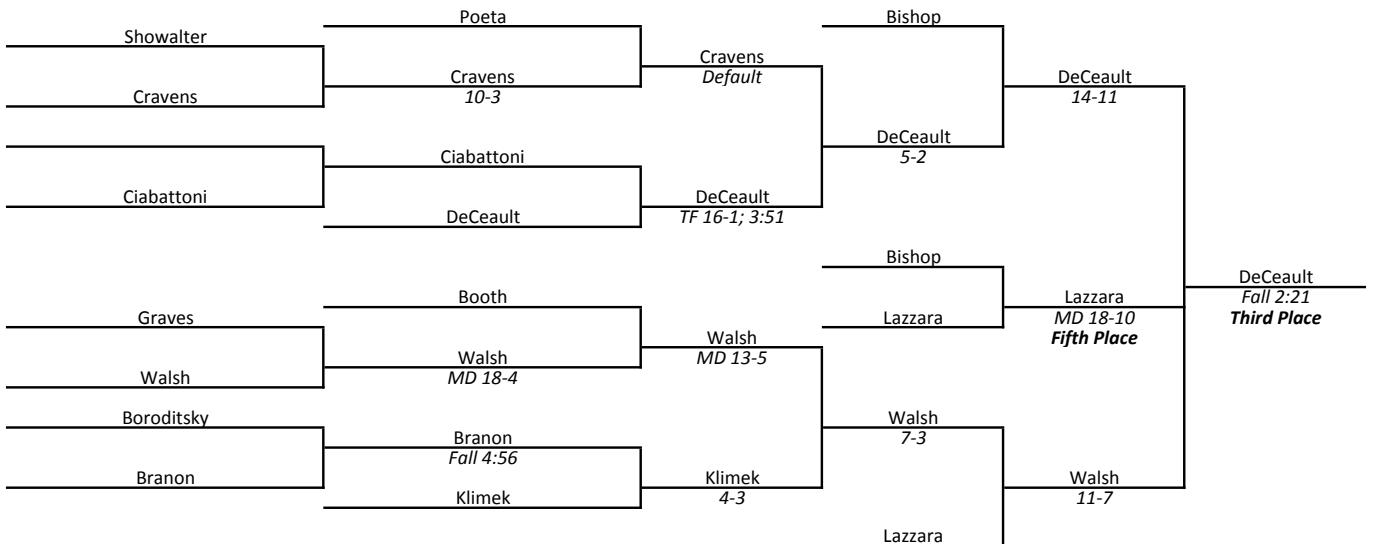 Poeta
Bishop
Showalter
Cravens
Default
Cravens
10-3
DeCeault
14-11
Cravens
DeCeault
5-2
Ciabattoni
Ciabattoni
DeCeault
TF 16-1; 3:51
DeCeault
Bishop
DeCeault
Fall 2:21
Third Place
Booth
Lazzara
MD 18-10
Fifth Place
Graves
Lazzara
Walsh
MD 13-5
Walsh
MD 18-4
Walsh
Boroditsky
Walsh
7-3
Branon
Fall 4:56
Branon
Klimek
4-3
Walsh
11-7
Klimek
Lazzara